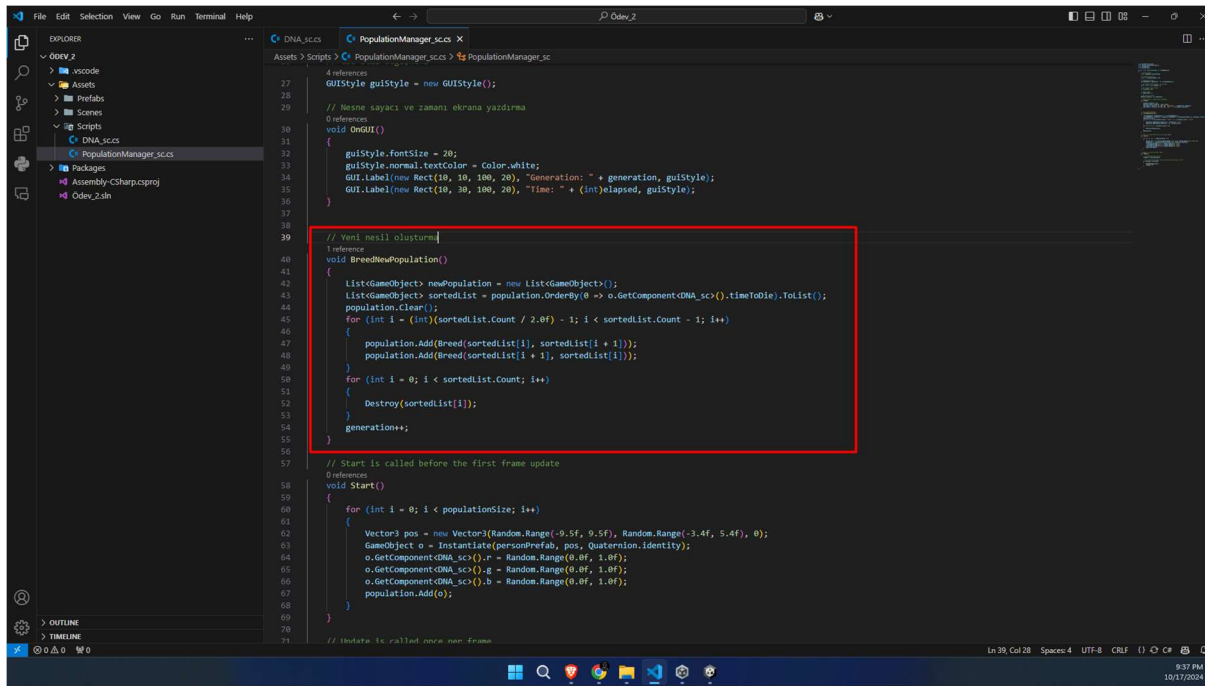 File Edit Selection View Go Run Terminal Help
Ödev_2
EXPLORER
ÖDEV_2
.vscode
Assets
Prefabs
Scenes
Scripts
DNA_sc.cs
PopulationManager_sc.cs
Packages
Assembly-CSharp.csproj
Ödev_2.sln
OUTLINE
TIMELINE
DNA_sc.cs PopulationManager_sc.cs
Assets > Scripts > PopulationManager_sc.cs > PopulationManager_sc
4 references
27 GUIStyle guiStyle = new GUIStyle();
28
29 // Nesne sayacı ve zamanı ekrana yazdırma
0 references
30 void OnGUI()
31 {
32 guiStyle.fontSize = 20;
33 guiStyle.normal.textColor = Color.white;
34 GUI.Label(new Rect(10, 10, 100, 20), "Generation: " + generation, guiStyle);
35 GUI.Label(new Rect(10, 30, 100, 20), "Time: " + (int)elapsed, guiStyle);
36 }
37
38
39 // Yeni nesil oluşturma
1 reference
40 void BreedNewPopulation()
41 {
42 List<GameObject> newPopulation = new List<GameObject>();
43 List<GameObject> sortedList = population.OrderBy(o => o.GetComponent<DNA_sc>().timeToDie).ToList();
44 population.Clear();
45 for (int i = (int)(sortedList.Count / 2.0f) - 1; i < sortedList.Count - 1; i++)
46 {
47 population.Add(Breed(sortedList[i], sortedList[i + 1]));
48 population.Add(Breed(sortedList[i + 1], sortedList[i]));
49 }
50 for (int i = 0; i < sortedList.Count; i++)
51 {
52 Destroy(sortedList[i]);
53 }
54 generation++;
55 }
56
57 // Start is called before the first frame update
0 references
58 void Start()
59 {
60 for (int i = 0; i < populationSize; i++)
61 {
62 Vector3 pos = new Vector3(Random.Range(-9.5f, 9.5f), Random.Range(-3.4f, 5.4f), 0);
63 GameObject o = Instantiate(personPrefab, pos, Quaternion.identity);
64 o.GetComponent<DNA_sc>().r = Random.Range(0.0f, 1.0f);
65 o.GetComponent<DNA_sc>().g = Random.Range(0.0f, 1.0f);
66 o.GetComponent<DNA_sc>().b = Random.Range(0.0f, 1.0f);
67 population.Add(o);
68 }
69 }
70
71 // Update is called once per frame
0 0 0 Ln 39, Col 28 Spaces: 4 UTF-8 CRLF {} C#
9:37 PM
10/17/2024